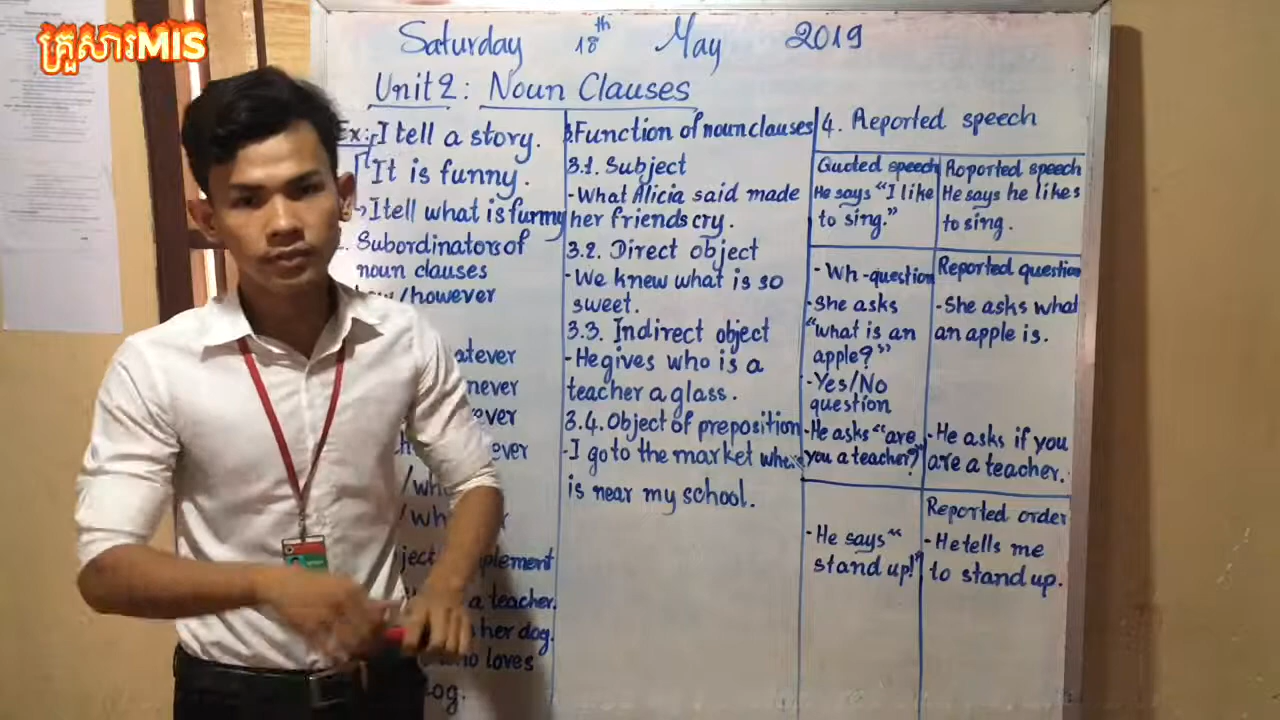 គ្រួសារMIS
Saturday 18th May 2019
Unit 2: Noun Clauses
Ex: I tell a story.
It is funny.
I tell what is funny
Subordinators of
noun clauses
/however
atever
never
ever
ever
a teacher.
her dog.
who loves
3. Function of noun clauses
3.1. Subject
- What Alicia said made
her friends cry.
3.2. Direct object
- We knew what is so
sweet.
3.3. Indirect object
- He gives who is a
teacher a glass.
3.4. Object of preposition
- I go to the market
is near my school.
4. Reported speech
Quoted speech
He says "I like
to sing."
Roported speech
He says he likes
to sing.
- Wh-question
- She asks
"what is an
apple?"
- Yes/No
question
- He asks "are
you a teacher?"
Reported question
- She asks what
an apple is.
- He asks if you
are a teacher.
- He says "
stand up!"
Reported order
- He tells me
to stand up.